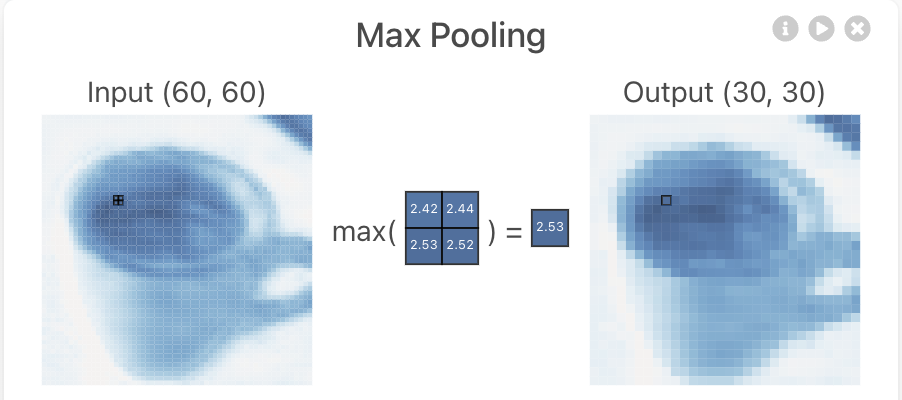 Max Pooling
Input (60, 60)
Output (30, 30)
max( 2.42 2.44 ) = 2.53
2.53 2.52